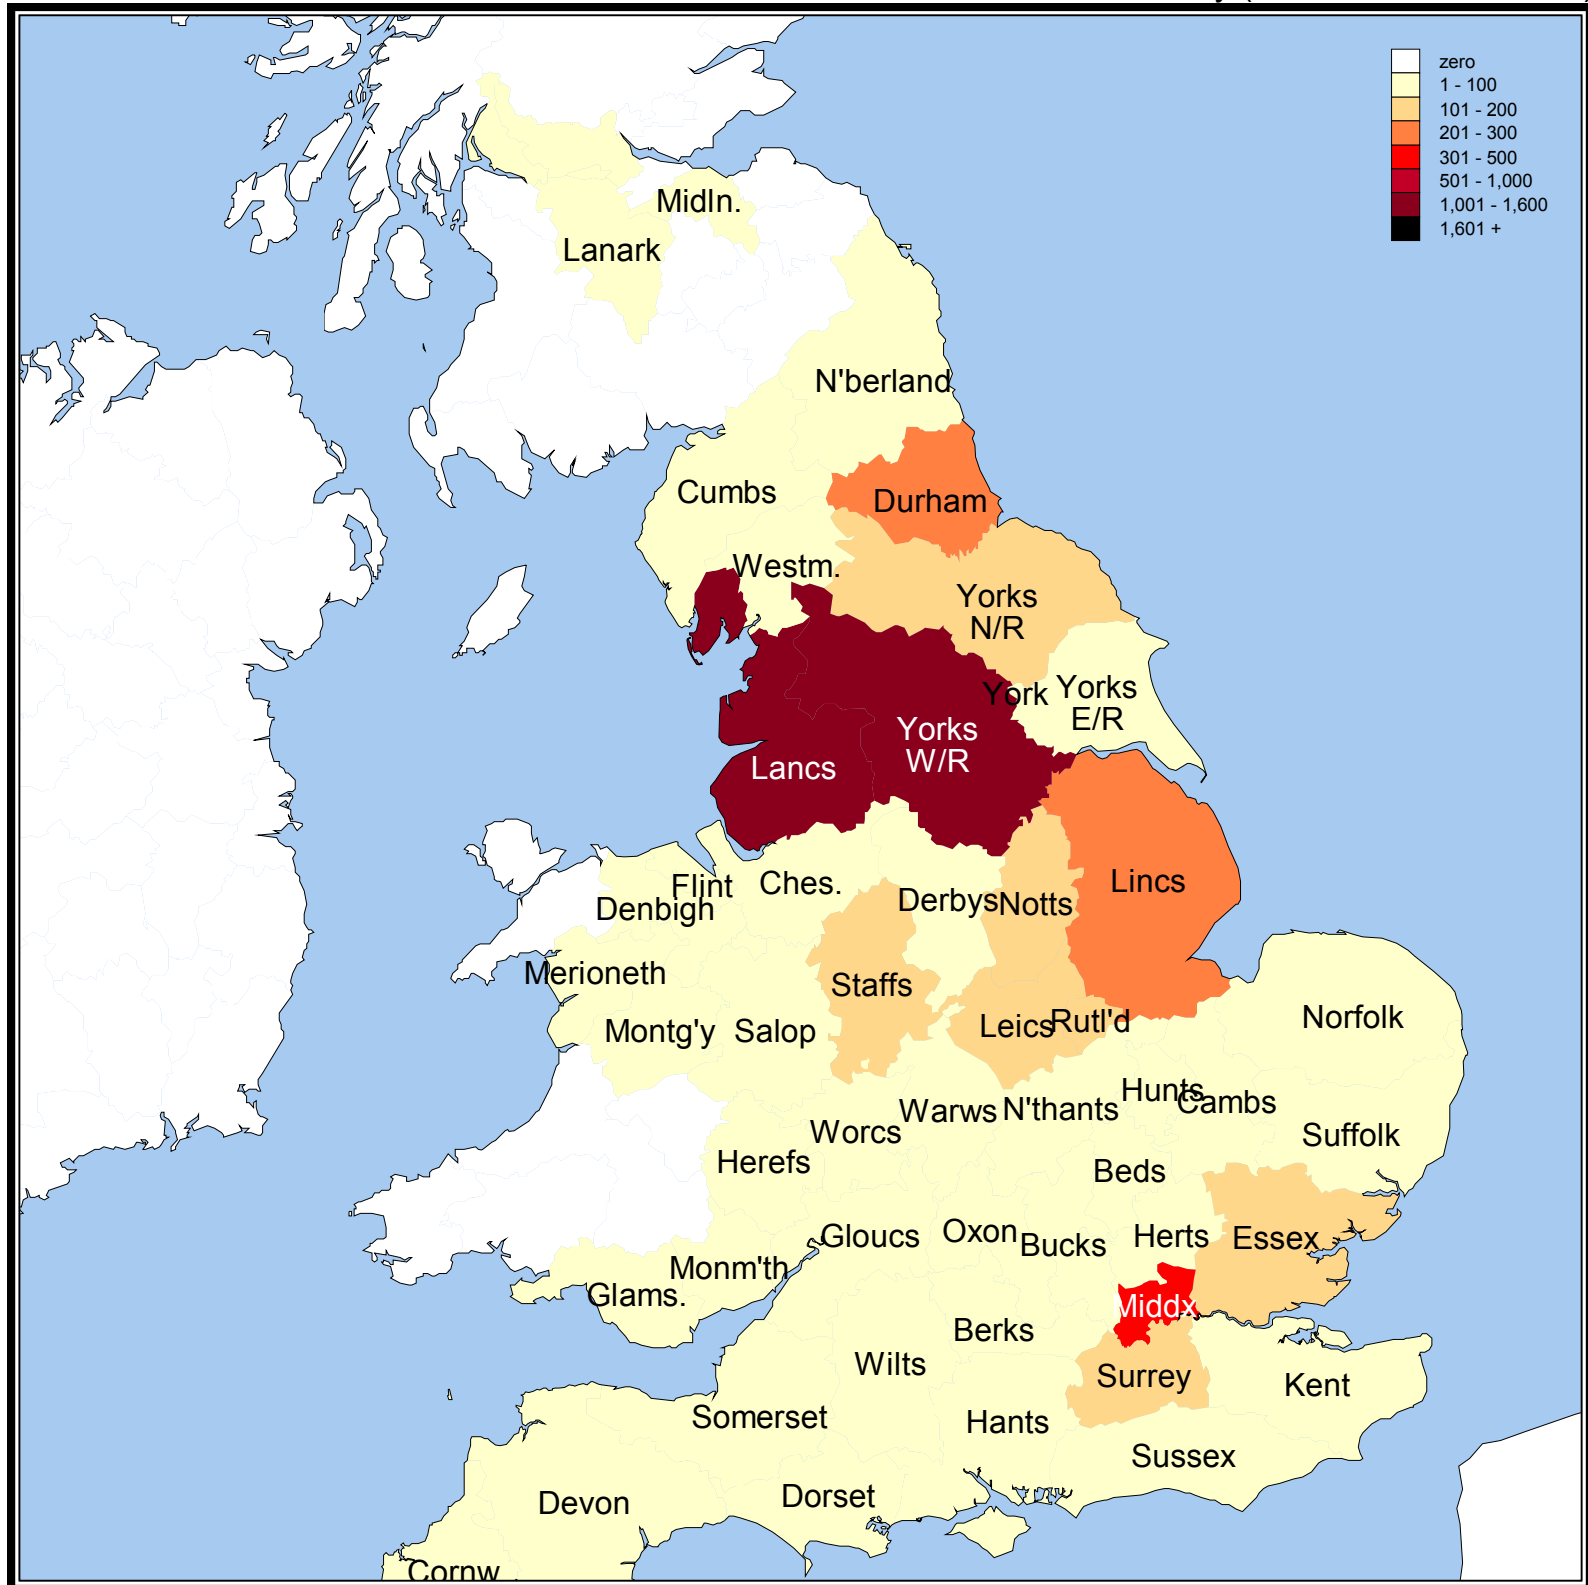 zero
1 - 100
101 - 200
201 - 300
301 - 500
501 - 1,000
1,001 - 1,600
1,601 +
Midln.
Lanark
N'berland
Cumbs
Durham
Westm.
Yorks
N/R
York
Yorks
E/R
Yorks
W/R
Lancs
Flint
Ches.
Denbigh
Derbys
Notts
Lincs
Merioneth
Staffs
Montg'y
Salop
Leics
Rutl'd
Norfolk
Hunts
Cambs
Warws
N'thants
Worcs
Suffolk
Herefs
Beds
Gloucs
Oxon
Bucks
Herts
Essex
Monm'th
Glams.
Middx
Berks
Wilts
Surrey
Kent
Somerset
Hants
Sussex
Devon
Dorset
Cornw